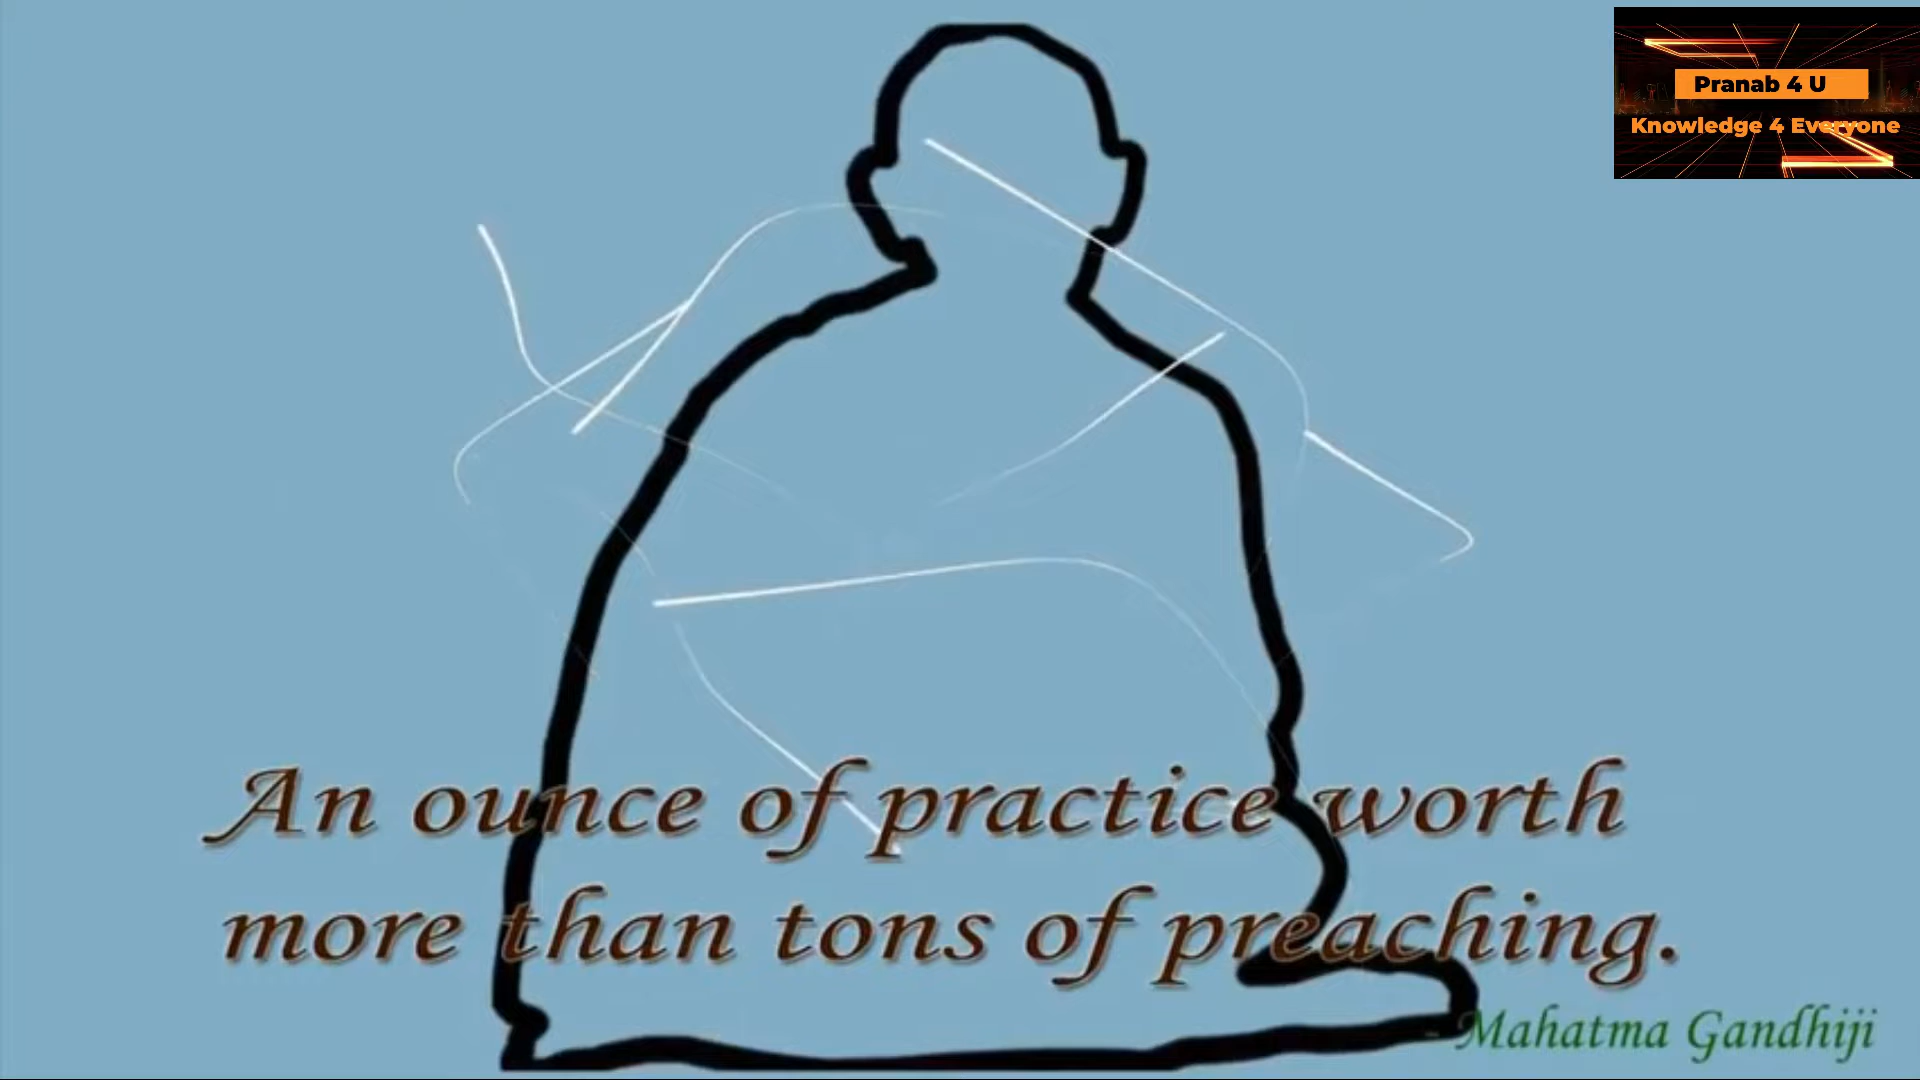 Pranab 4 U
Knowledge 4 Everyone
An ounce of practice worth
more than tons of preaching.
- Mahatma Gandhiji